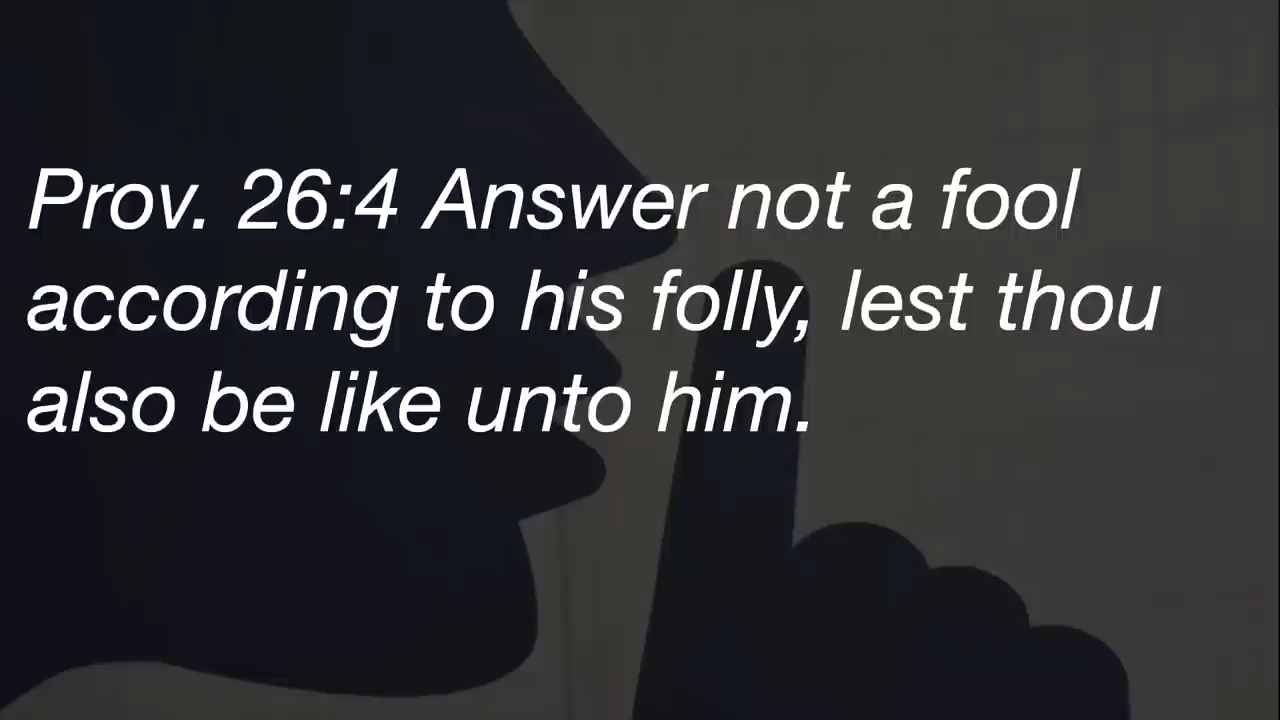 Prov. 26:4 Answer not a fool
according to his folly, lest thou
also be like unto him.